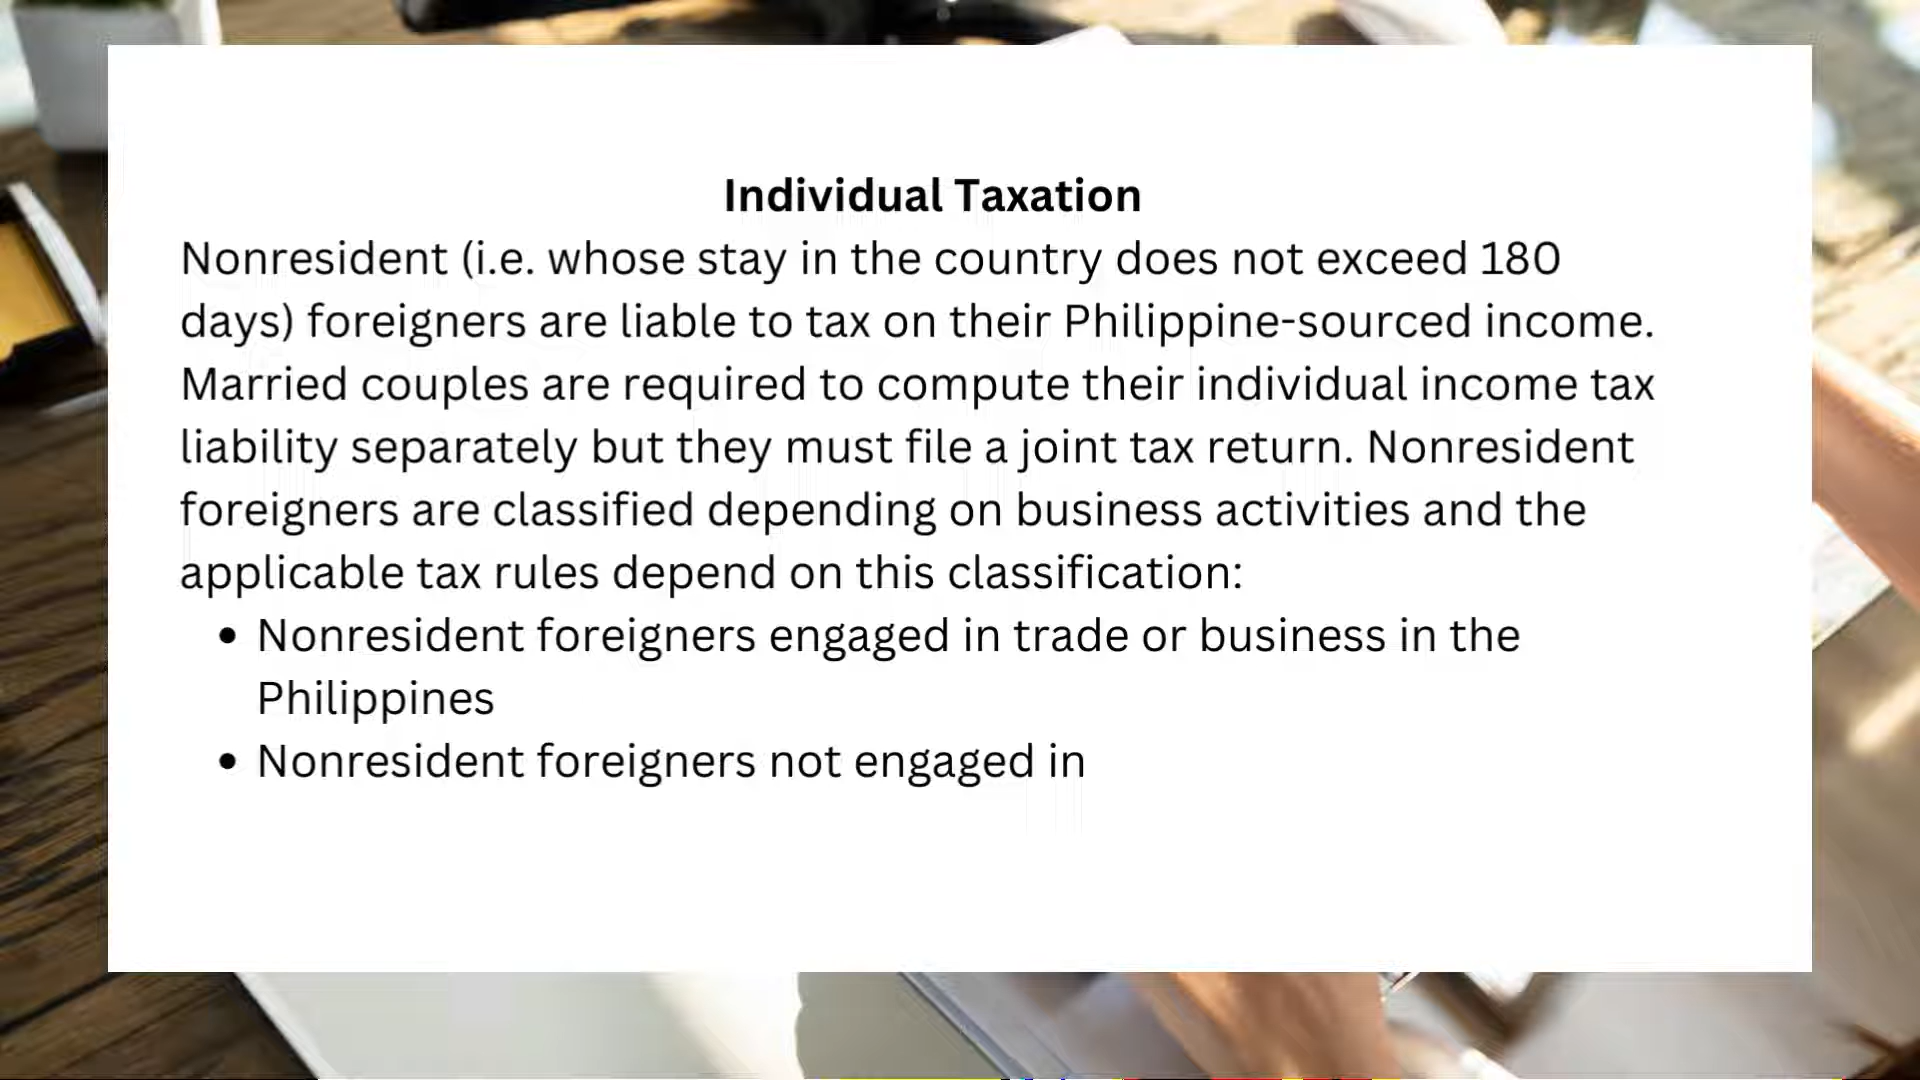 Individual Taxation
Nonresident (i.e. whose stay in the country does not exceed 180
days) foreigners are liable to tax on their Philippine-sourced income.
Married couples are required to compute their individual income tax
liability separately but they must file a joint tax return. Nonresident
foreigners are classified depending on business activities and the
applicable tax rules depend on this classification:
• Nonresident foreigners engaged in trade or business in the
Philippines
• Nonresident foreigners not engaged in